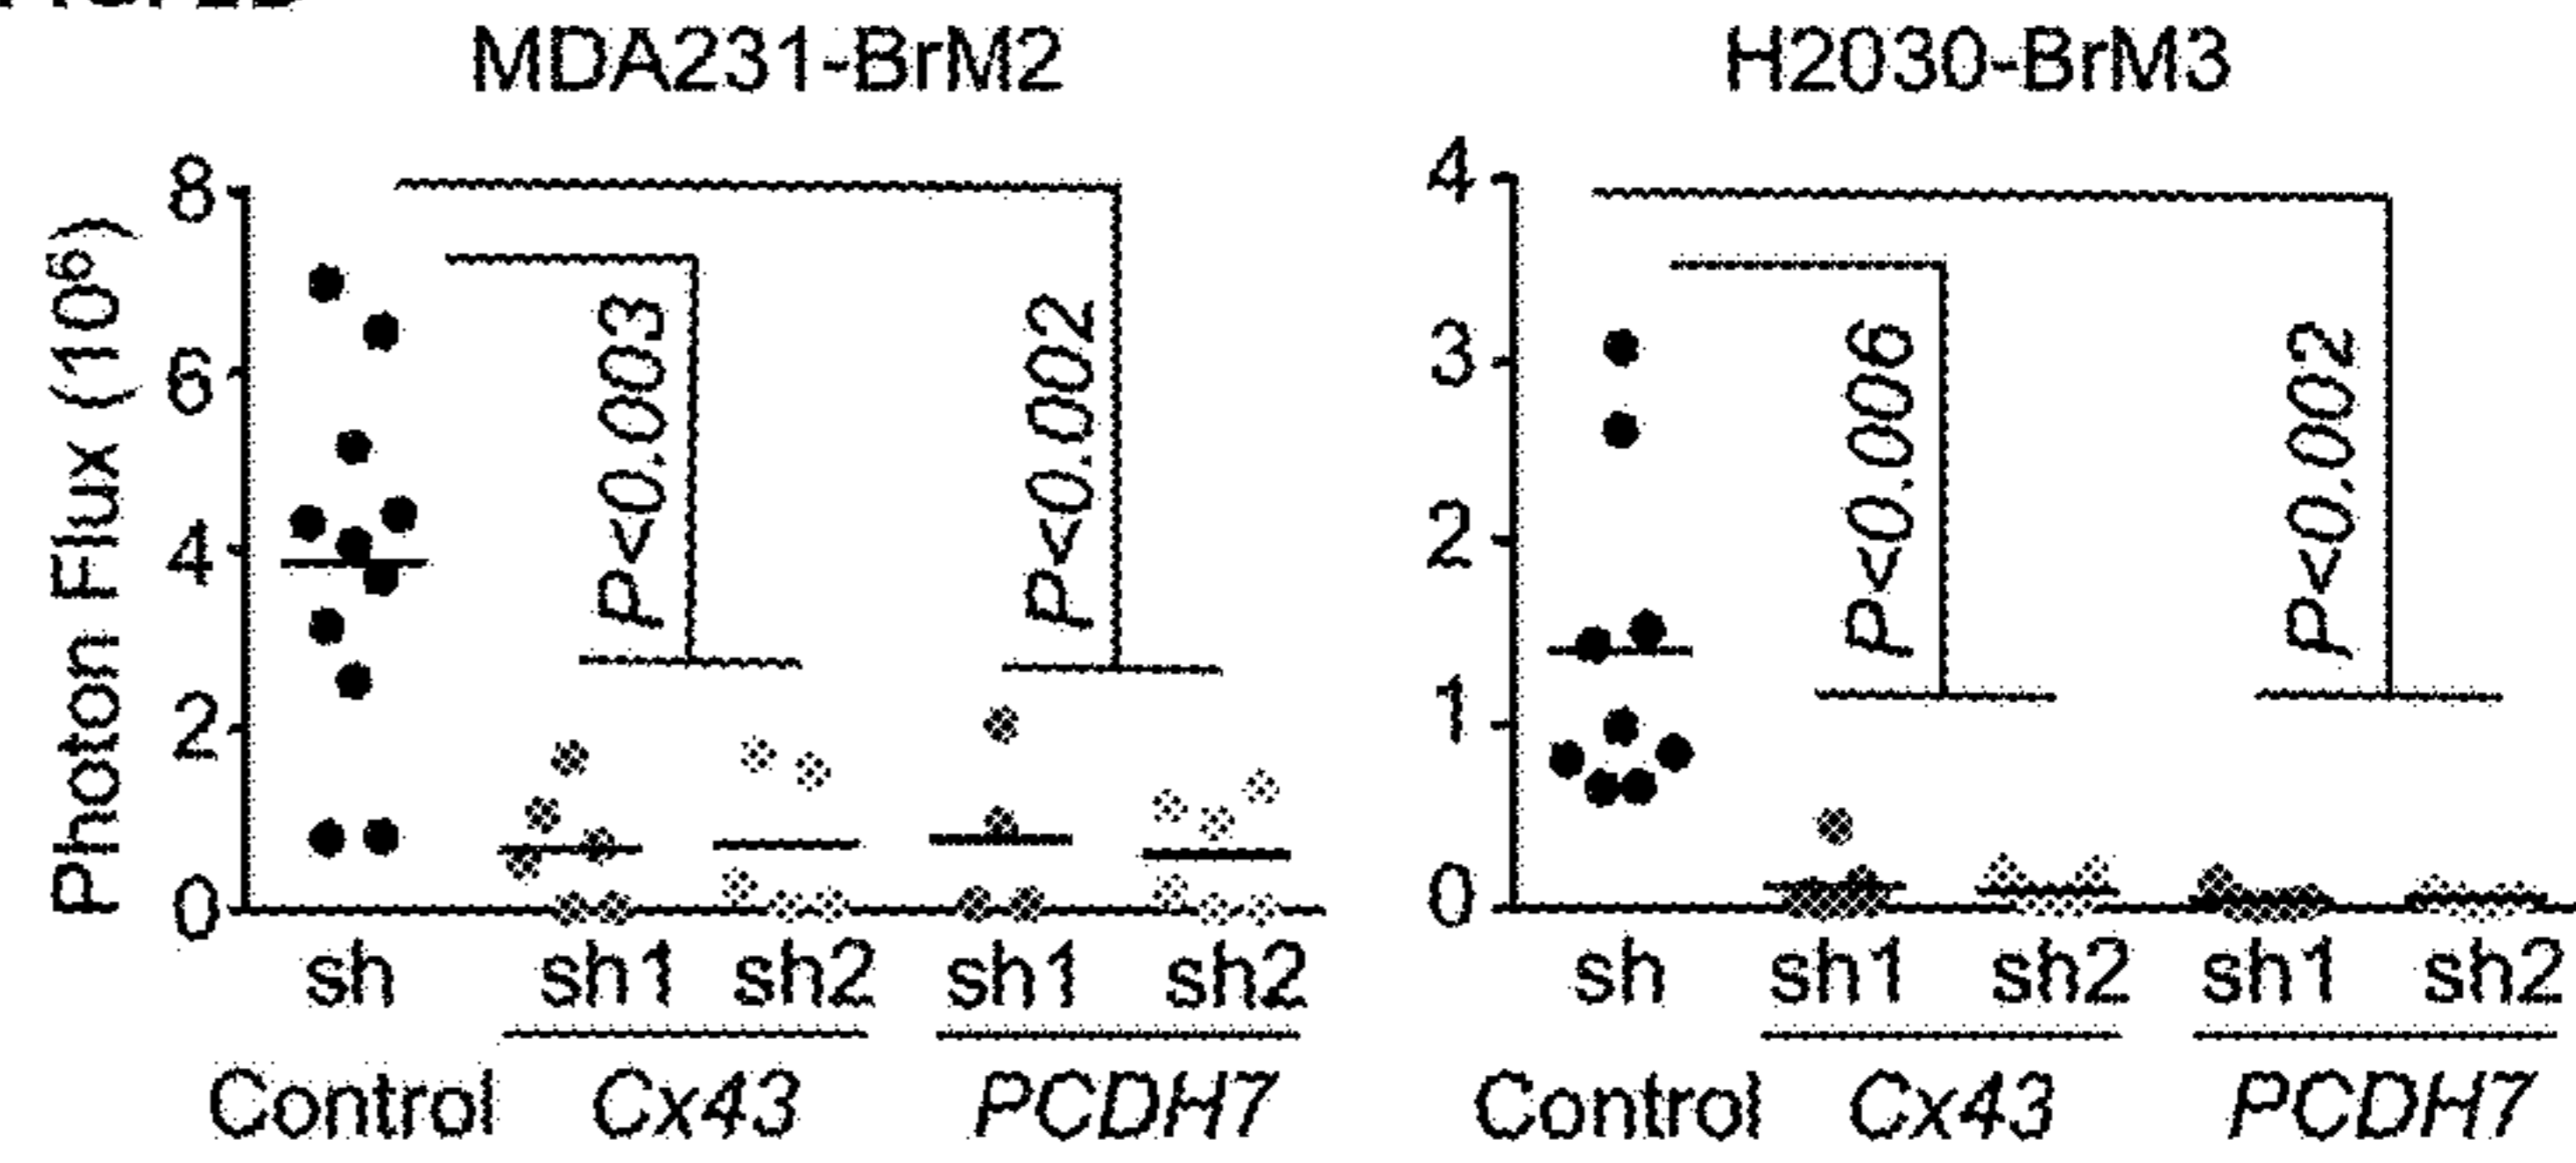 MDA231-BrM2
Photon Flux (10⁶)
8
6
4
2
0
P<0.003
P<0.002
sh sh1 sh2 sh1 sh2
Control Cx43 PCDH7
H2030-BrM3
4
3
2
1
0
P<0.006
P<0.002
sh sh1 sh2 sh1 sh2
Control Cx43 PCDH7